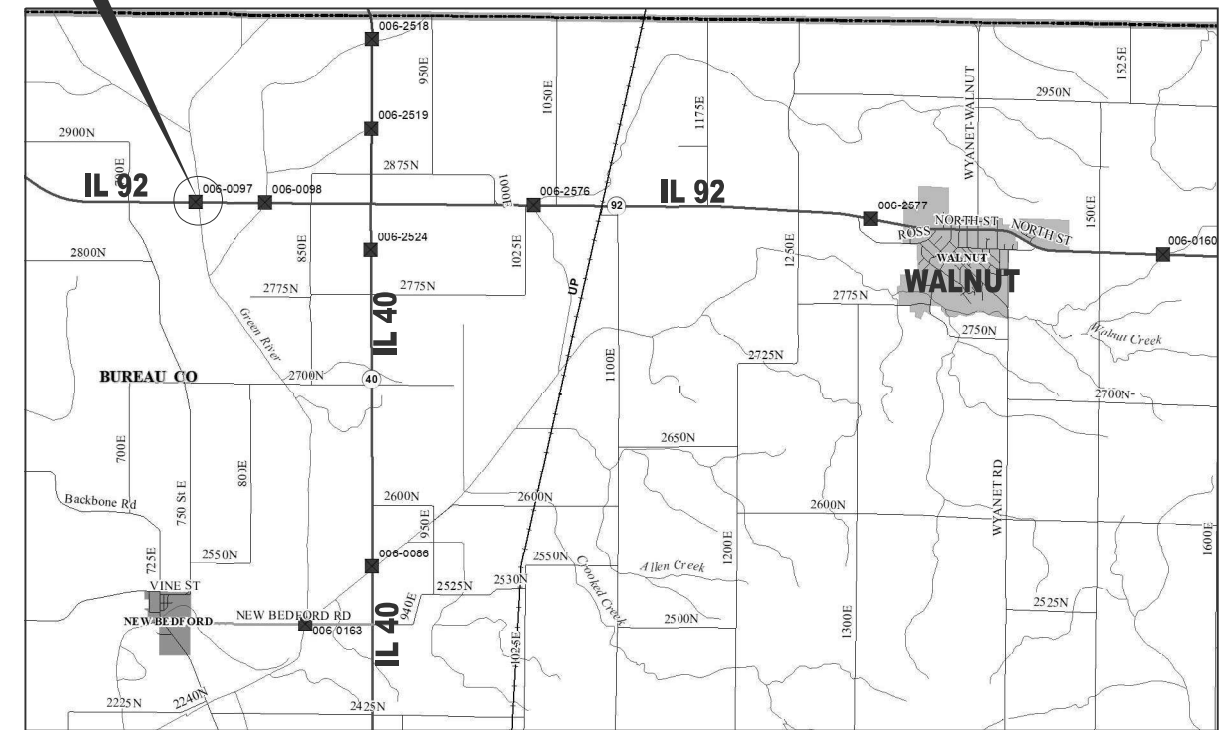 006-2518
950E
1050E
1175E
WYANET-WALNUT
1525E
2950N
006-2519
2900N
2875N
1000E
IL 92
006-0097
006-0098
006-2576
92
IL 92
006-2577
ROSS
NORTH ST
NORTH ST
1500E
WALNUT
WALNUT
006-0160
2800N
850E
006-2524
1025E
1250E
2775N
2775N
UP
2775N
Green River
IL 40
2750N
Walnut Creek
BUREAU CO
2700N
40
1100E
2725N
2700N
700E
800E
750 St E
2650N
Backbone Rd
2600N
2600N
2600N
WYANET RD
950E
1200E
1600E
725E
2550N
006-0086
2550N
Allen Creek
Crooked Creek
VINE ST
2525N
2530N
NEW BEDFORD
NEW BEDFORD RD
940E
006-0163
IL 40
2500N
1300E
2525N
1025E
2225N
2240N
2425N